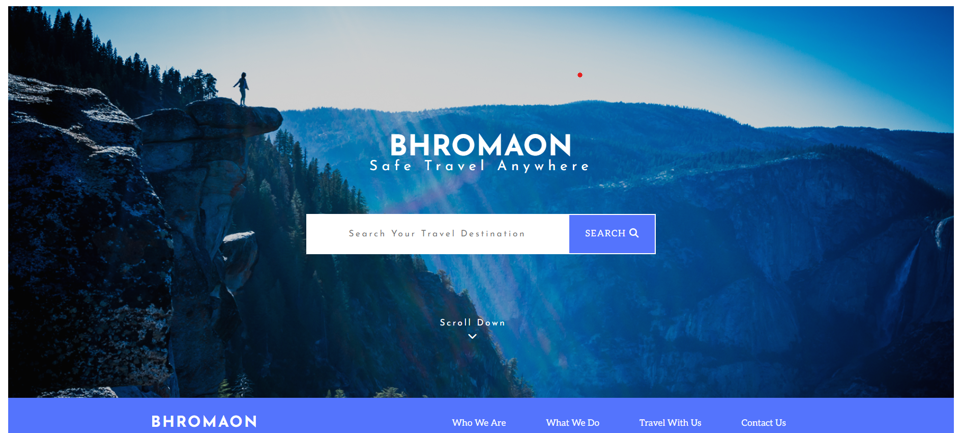 BHROMAON
Safe Travel Anywhere
Search Your Travel Destination
SEARCH
Scroll Down
BHROMAON
Who We Are
What We Do
Travel With Us
Contact Us